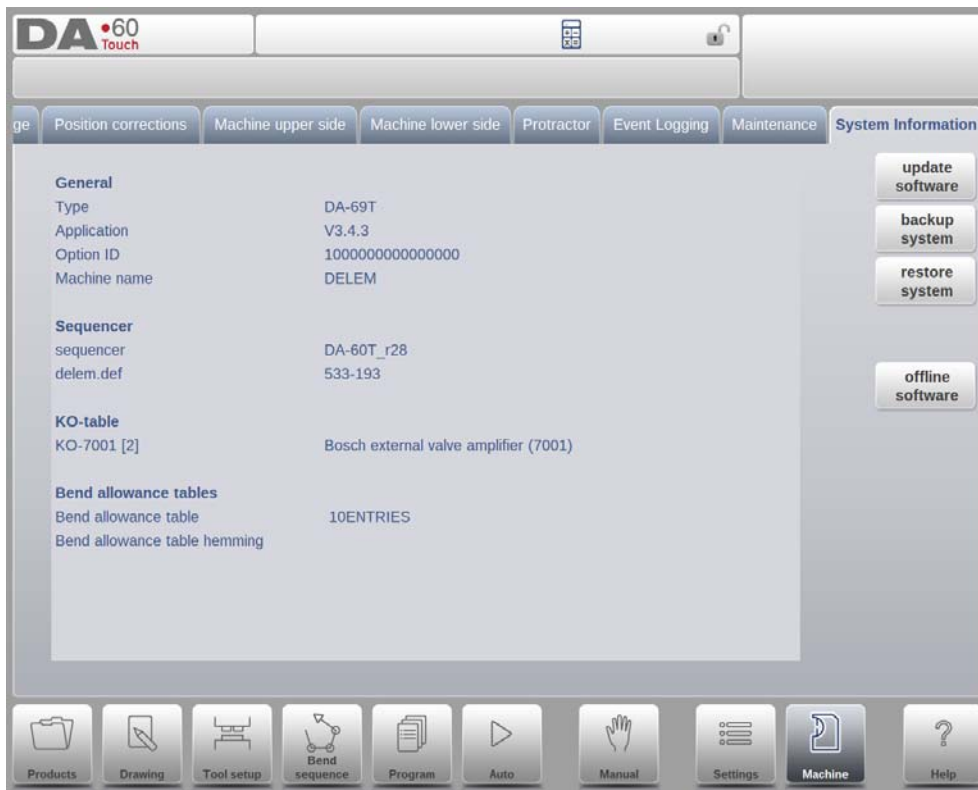 DA•60
Touch
ge Position corrections Machine upper side Machine lower side Protractor Event Logging Maintenance System Information
General
Type DA-69T
Application V3.4.3
Option ID 1000000000000000
Machine name DELEM
Sequencer
sequencer DA-60T_r28
delem.def 533-193
KO-table
KO-7001 [2] Bosch external valve amplifier (7001)
Bend allowance tables
Bend allowance table 10ENTRIES
Bend allowance table hemming
update
software
backup
system
restore
system
offline
software
Products Drawing Tool setup Bend sequence Program Auto Manual Settings Machine Help